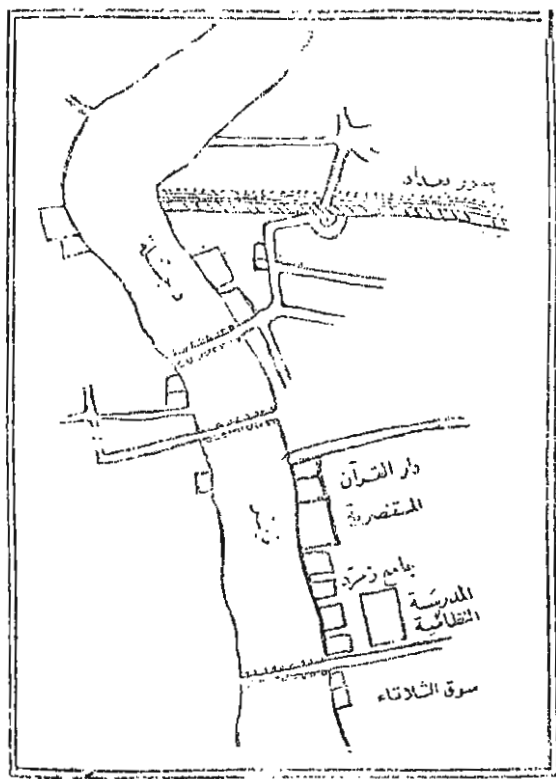 سور بغداد
دار القرآن
المستنصرية
جامع زمرد
المدرسة
النظامية
سوق الثلاثاء